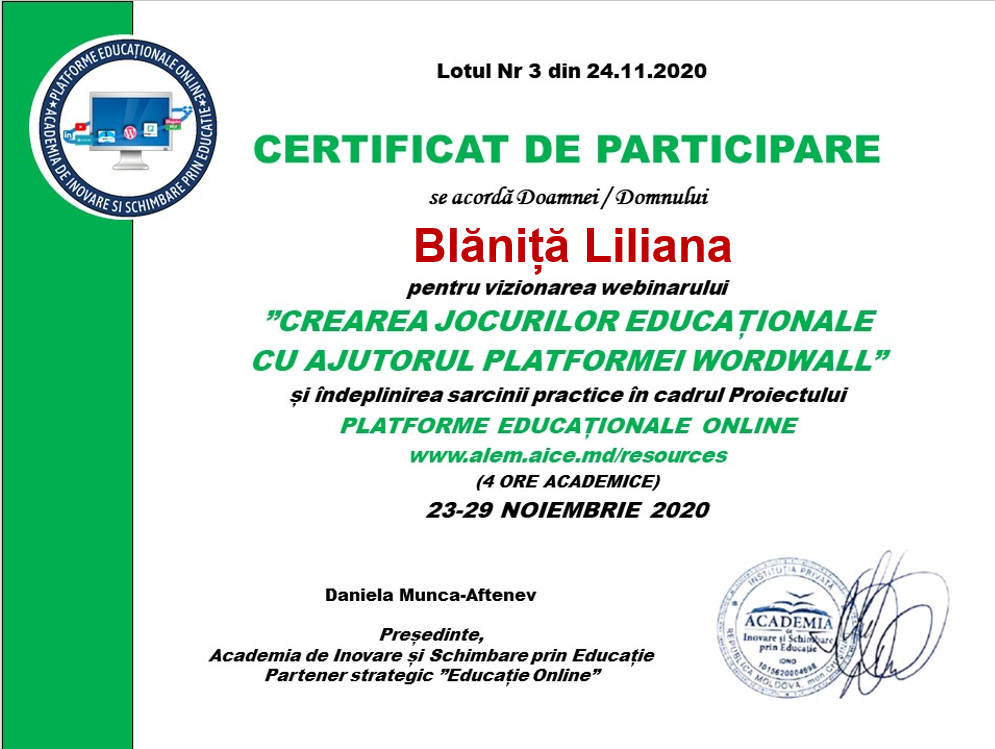 PLATFORME EDUCAȚIONALE ONLINE
ACADEMIA DE INOVARE SI SCHIMBARE PRIN EDUCATIE
Lotul Nr 3 din 24.11.2020
CERTIFICAT DE PARTICIPARE
se acordă Doamnei / Domnului
Blăniță Liliana
pentru vizionarea webinarului
”CREAREA JOCURILOR EDUCAȚIONALE
CU AJUTORUL PLATFORMEI WORDWALL”
și îndeplinirea sarcinii practice în cadrul Proiectului
PLATFORME EDUCAȚIONALE ONLINE
www.alem.aice.md/resources
(4 ORE ACADEMICE)
23-29 NOIEMBRIE 2020
Daniela Munca-Aftenev
Președinte,
Academia de Inovare și Schimbare prin Educație
Partener strategic ”Educație Online”
INSTITUȚIA PRIVATĂ
ACADEMIA
de
Inovare și Schimbare
prin Educație
IDNO
REPUBLICA MOLDOVA, mun.